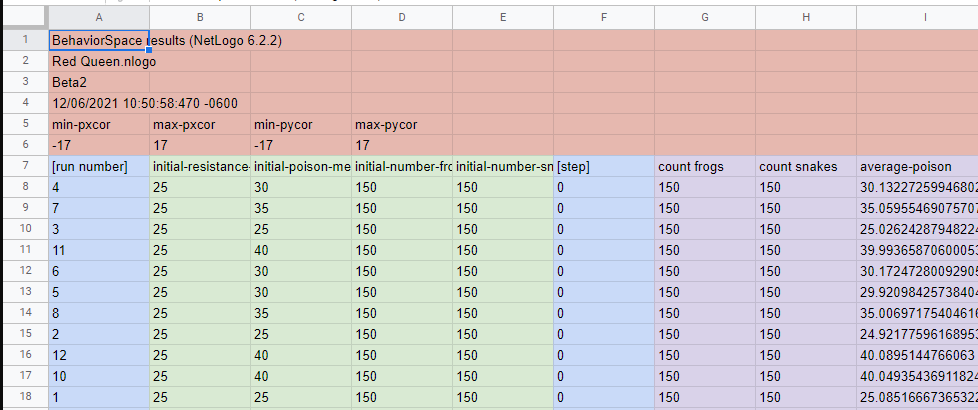 A B C D E F G H I
1 BehaviorSpace results (NetLogo 6.2.2)
2 Red Queen.nlogo
3 Beta2
4 12/06/2021 10:50:58:470 -0600
5 min-pxcor max-pxcor min-pycor max-pycor
6 -17 17 -17 17
7 [run number] initial-resistance- initial-poison-me initial-number-fro initial-number-sn [step] count frogs count snakes average-poison
8 4 25 30 150 150 0 150 150 30.13227259946802
9 7 25 35 150 150 0 150 150 35.05955469075707
10 3 25 25 150 150 0 150 150 25.02624287948224
11 11 25 40 150 150 0 150 150 39.99365870600053
12 6 25 30 150 150 0 150 150 30.17247280092905
13 5 25 30 150 150 0 150 150 29.92098425738404
14 8 25 35 150 150 0 150 150 35.00697175404616
15 2 25 25 150 150 0 150 150 24.92177596168953
16 12 25 40 150 150 0 150 150 40.0895144766063
17 10 25 40 150 150 0 150 150 40.04935436911824
18 1 25 25 150 150 0 150 150 25.08516667365322